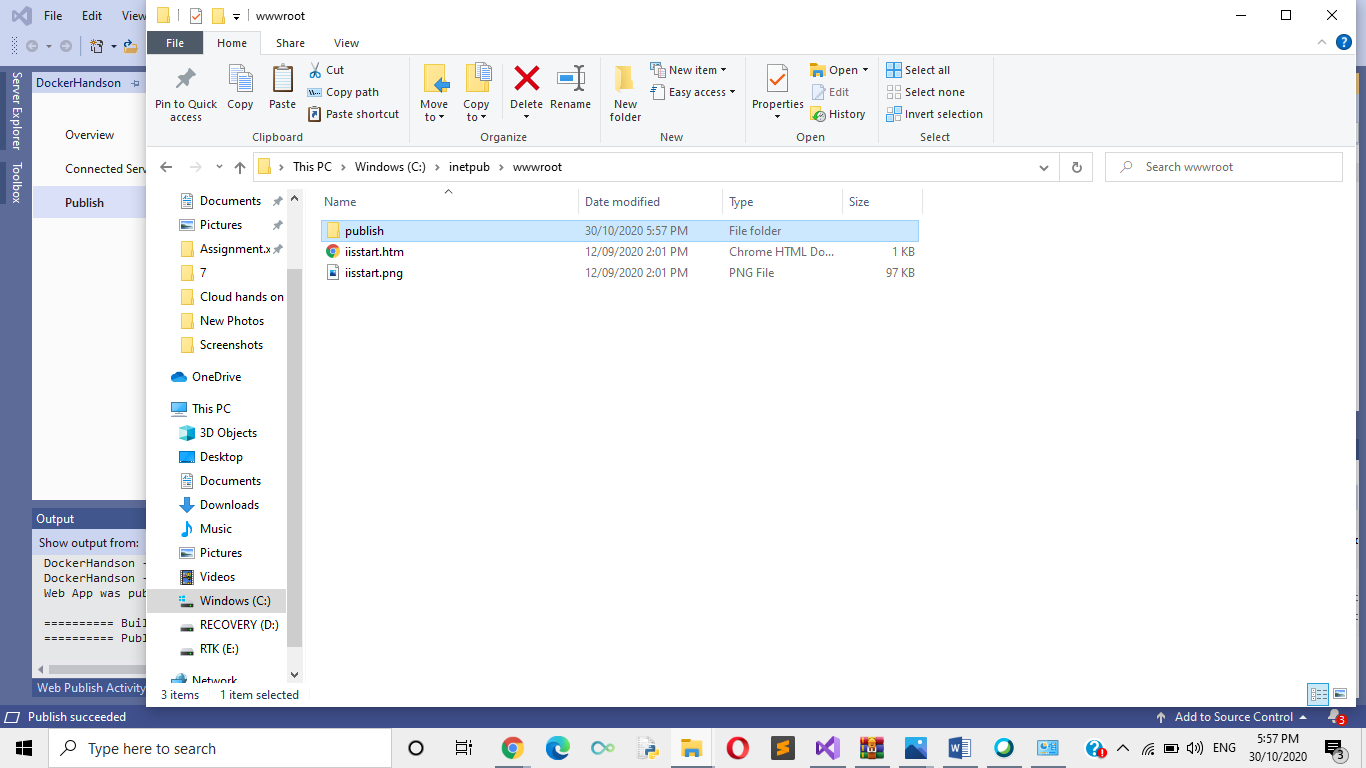 File Edit View
wwwroot
File Home Share View
Pin to Quick access
Copy
Paste
Cut
Copy path
Paste shortcut
Clipboard
Move to
Copy to
Delete
Rename
Organize
New folder
New item
Easy access
New
Properties
Open
Edit
History
Open
Select all
Select none
Invert selection
Select
This PC > Windows (C:) > inetpub > wwwroot
Search wwwroot
Server Explorer
Toolbox
DockerHandson
Overview
Connected Serv
Publish
Documents
Pictures
Assignment.x
7
Cloud hands on
New Photos
Screenshots
OneDrive
This PC
3D Objects
Desktop
Documents
Downloads
Music
Pictures
Videos
Windows (C:)
RECOVERY (D:)
RTK (E:)
Network
Name Date modified Type Size
publish 30/10/2020 5:57 PM File folder
iisstart.htm 12/09/2020 2:01 PM Chrome HTML Do... 1 KB
iisstart.png 12/09/2020 2:01 PM PNG File 97 KB
3 items 1 item selected
Output
Show output from:
DockerHandson -
DockerHandson -
Web App was pub
========== Buil
========== Publ
Web Publish Activity
Publish succeeded
Add to Source Control
3
Type here to search
ENG
5:57 PM
30/10/2020
3